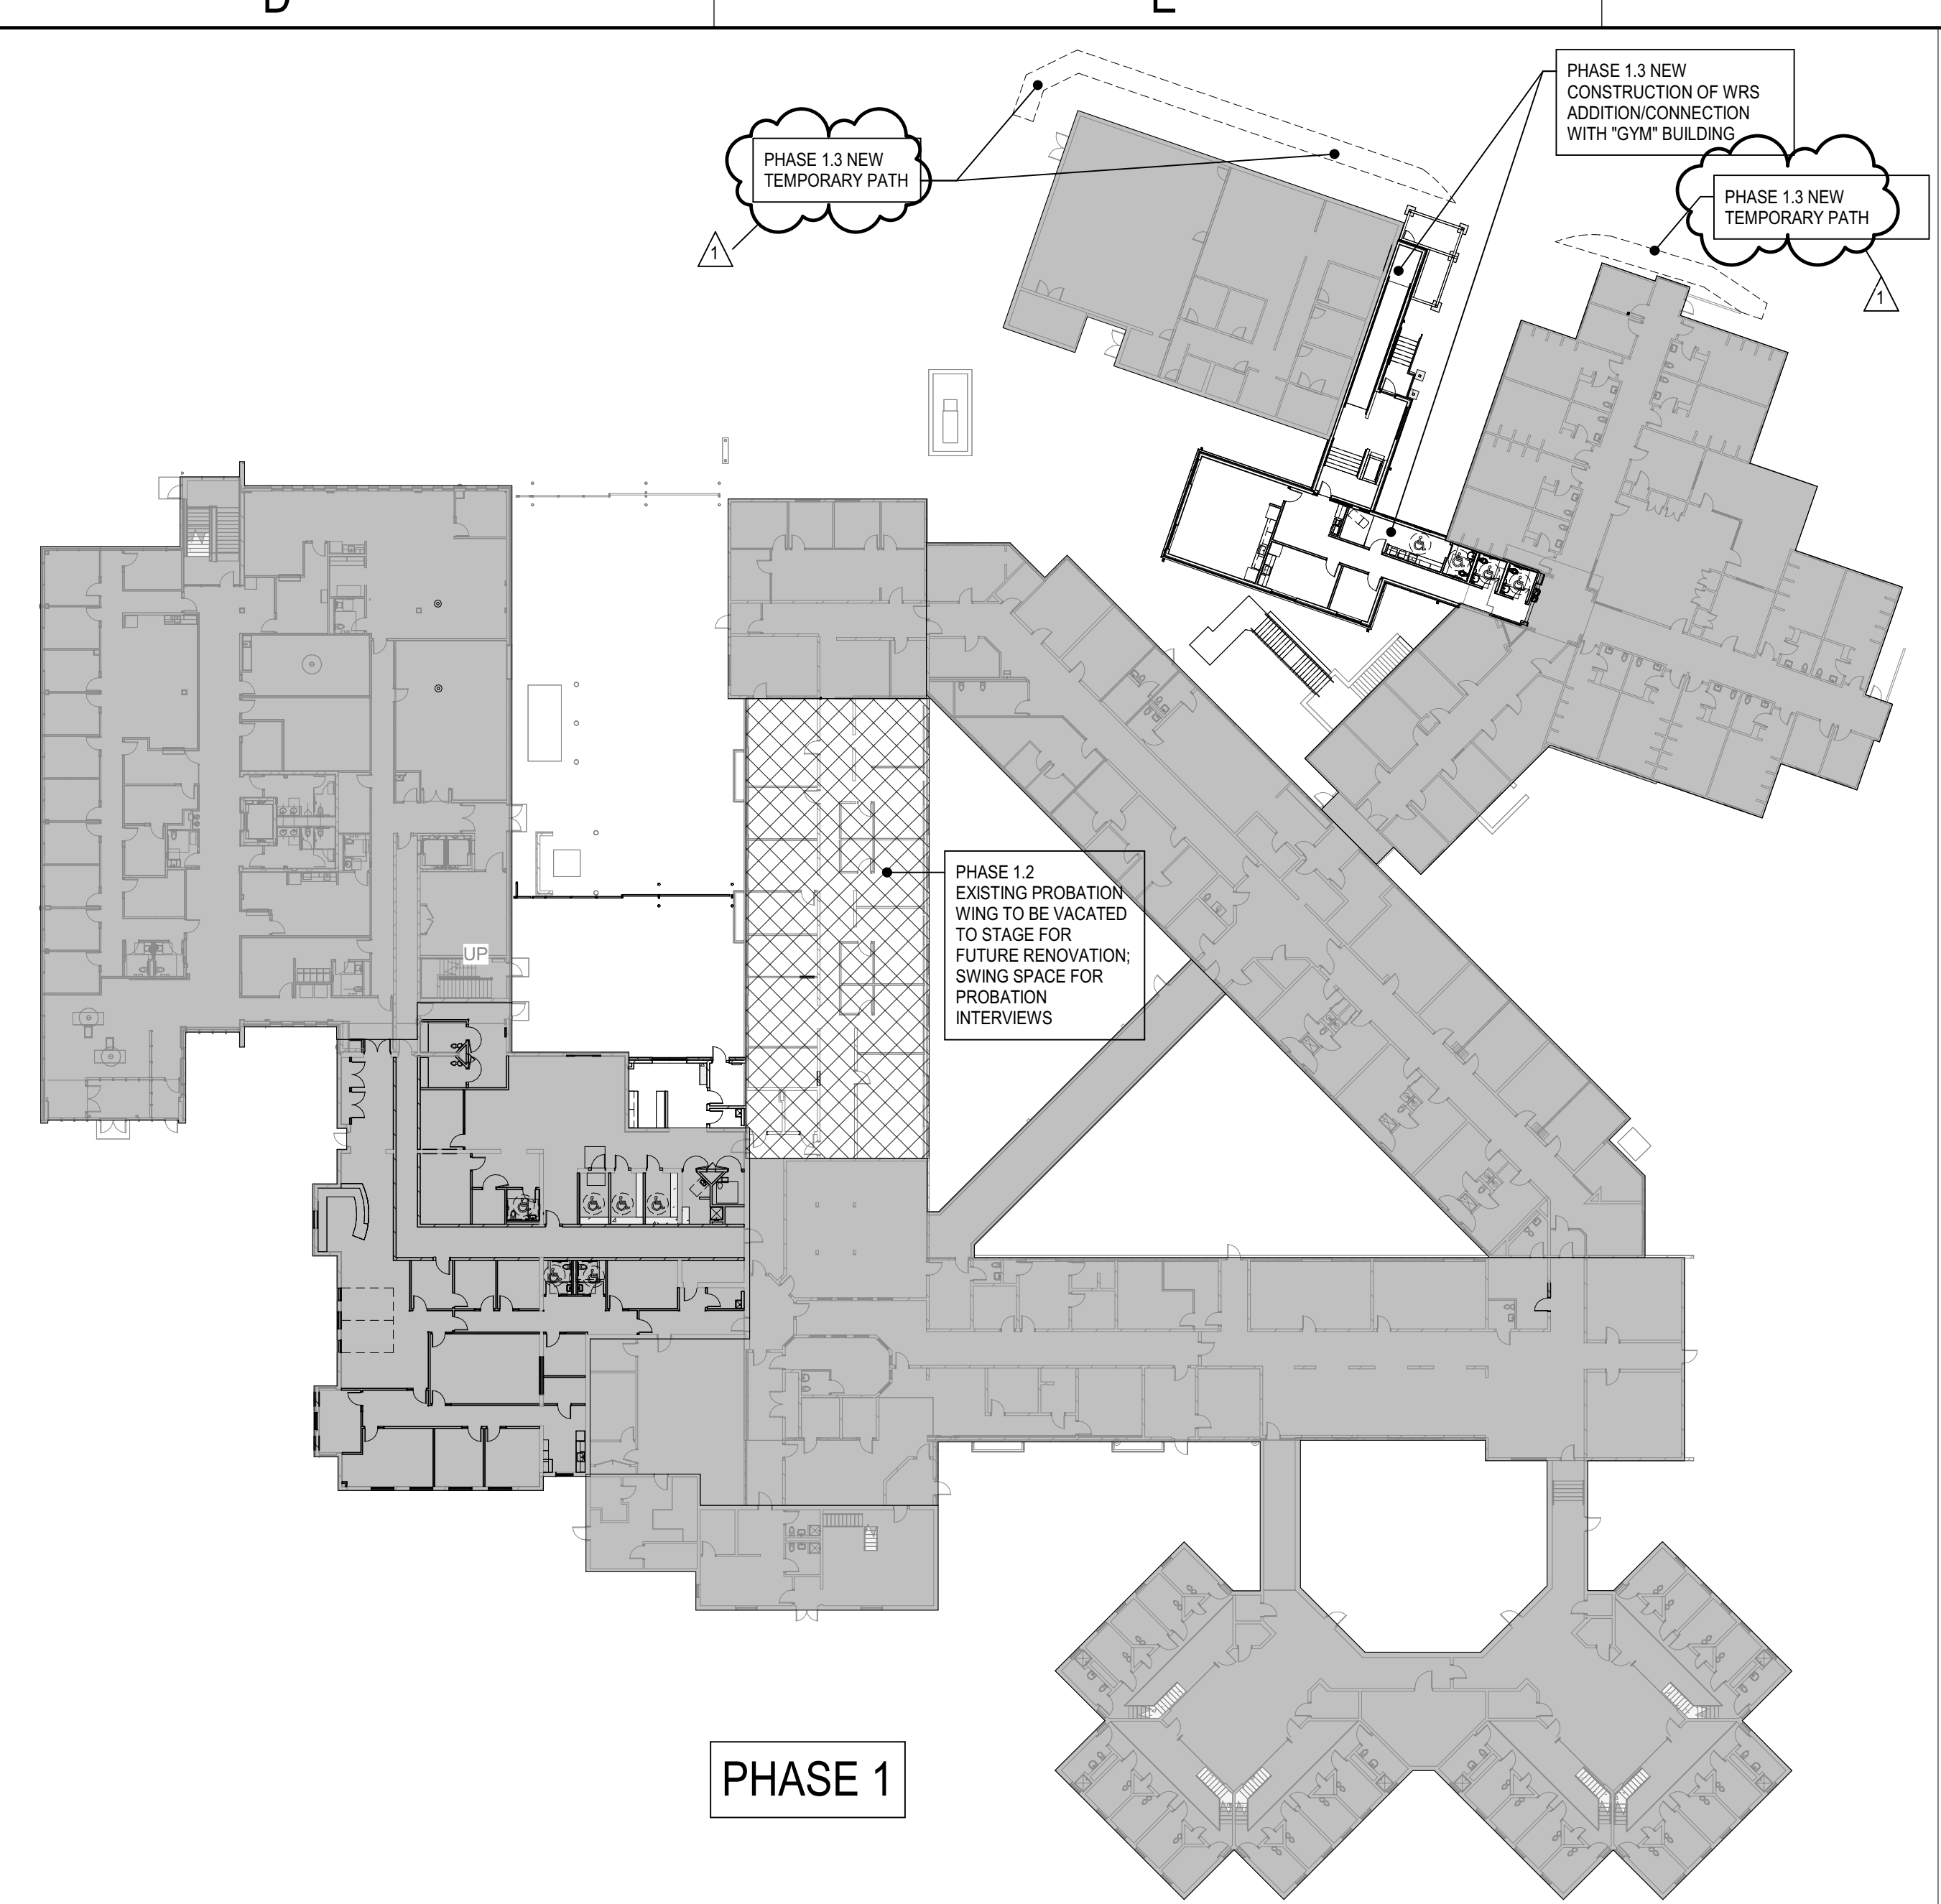 D
E
PHASE 1.3 NEW
CONSTRUCTION OF WRS
ADDITION/CONNECTION
WITH "GYM" BUILDING
PHASE 1.3 NEW
TEMPORARY PATH
1
PHASE 1.3 NEW
TEMPORARY PATH
1
PHASE 1.2
EXISTING PROBATION
WING TO BE VACATED
TO STAGE FOR
FUTURE RENOVATION;
SWING SPACE FOR
PROBATION
INTERVIEWS
UP
PHASE 1